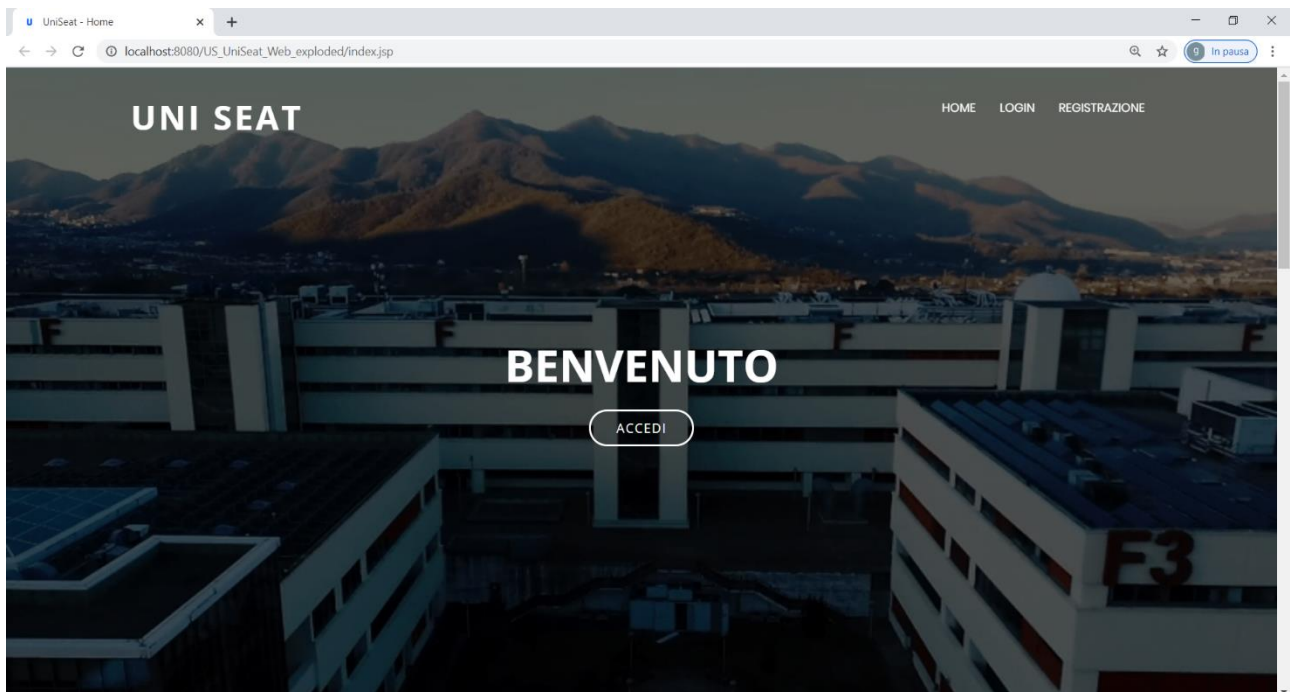 U UniSeat - Home
localhost:8080/US_UniSeat_Web_exploded/index.jsp
g In pausa
UNI SEAT
HOME LOGIN REGISTRAZIONE
F F F F
BENVENUTO
ACCEDI
F3